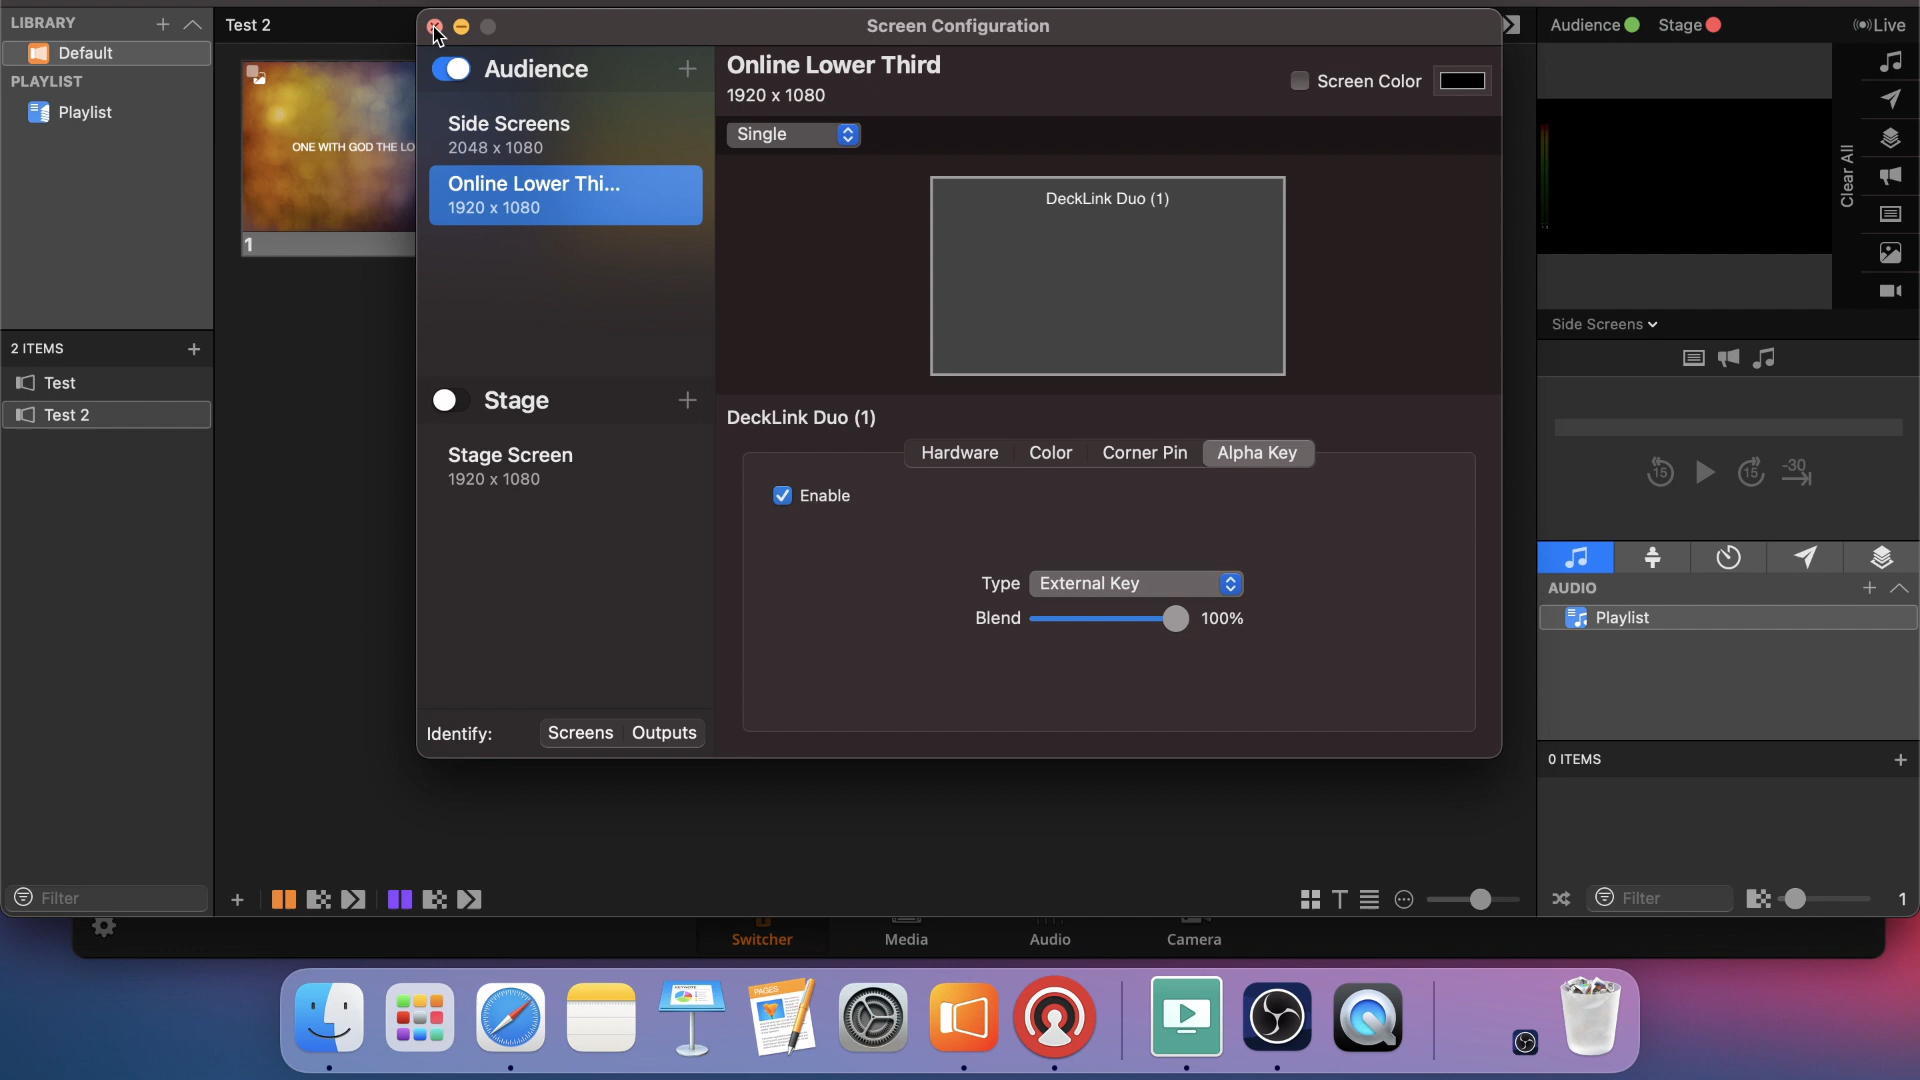 LIBRARY
Default
PLAYLIST
Playlist
2 ITEMS
Test
Test 2
Filter
Test 2
ONE WITH GOD THE LO
1
Screen Configuration
Audience
Side Screens
2048 x 1080
Online Lower Thi...
1920 x 1080
Stage
Stage Screen
1920 x 1080
Identify:
Screens
Outputs
Online Lower Third
1920 x 1080
Screen Color
Single
DeckLink Duo (1)
DeckLink Duo (1)
Hardware
Color
Corner Pin
Alpha Key
Enable
Type
External Key
Blend
100%
Audience
Stage
Live
Clear All
Side Screens
15
15
-30
AUDIO
Playlist
0 ITEMS
Filter
1
Switcher
Media
Audio
Camera
PAGES